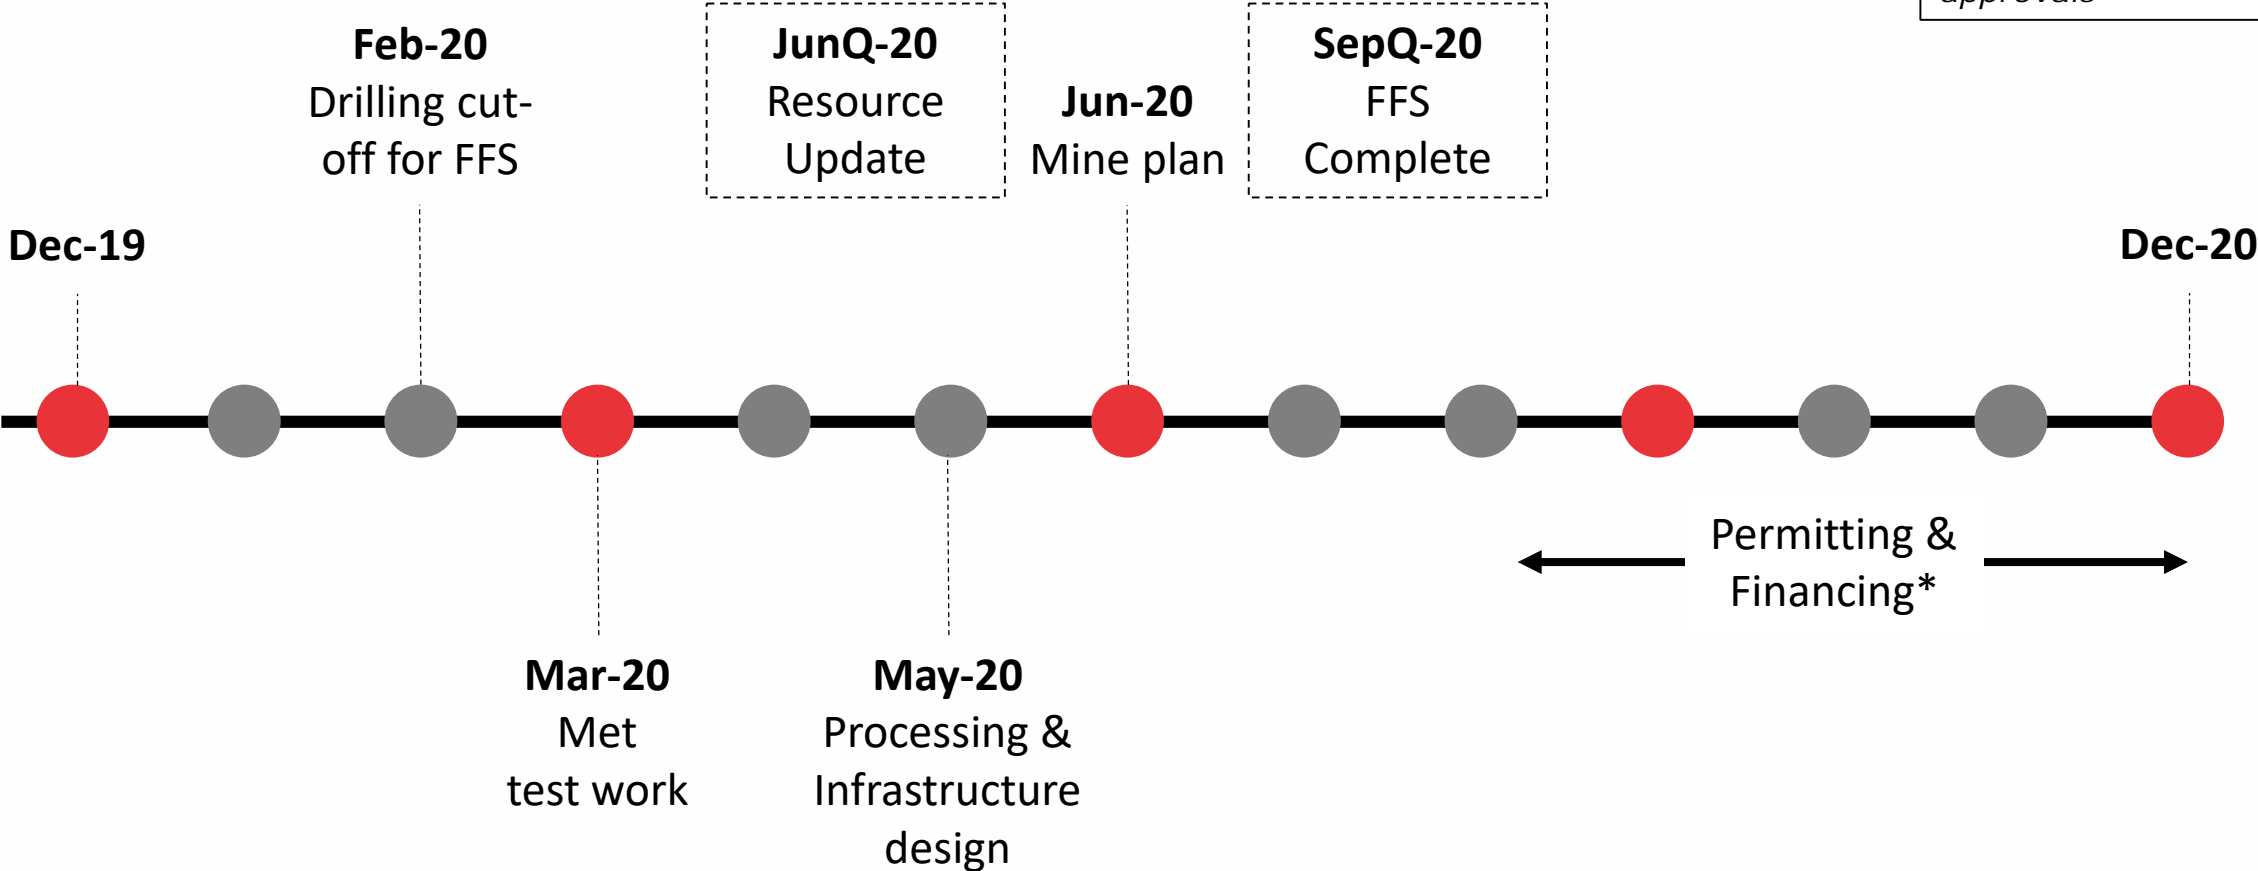 approvals
Feb-20
Drilling cut-
off for FFS
JunQ-20
Resource
Update
Jun-20
Mine plan
SepQ-20
FFS
Complete
Dec-19
Dec-20
Permitting &
Financing*
Mar-20
Met
test work
May-20
Processing &
Infrastructure
design